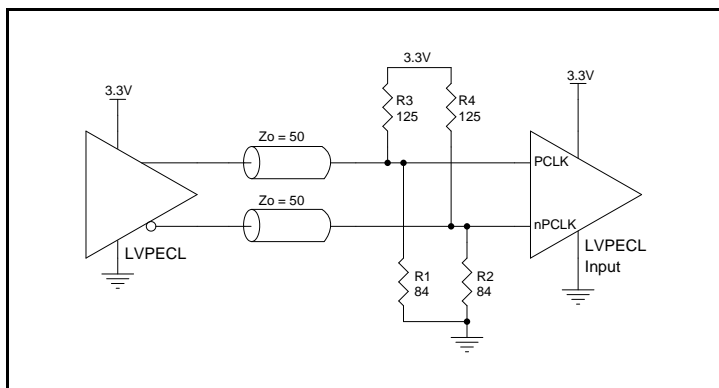 3.3V
3.3V
3.3V
R3
125
R4
125
Zo = 50
PCLK
Zo = 50
nPCLK
LVPECL
LVPECL
Input
R1
84
R2
84